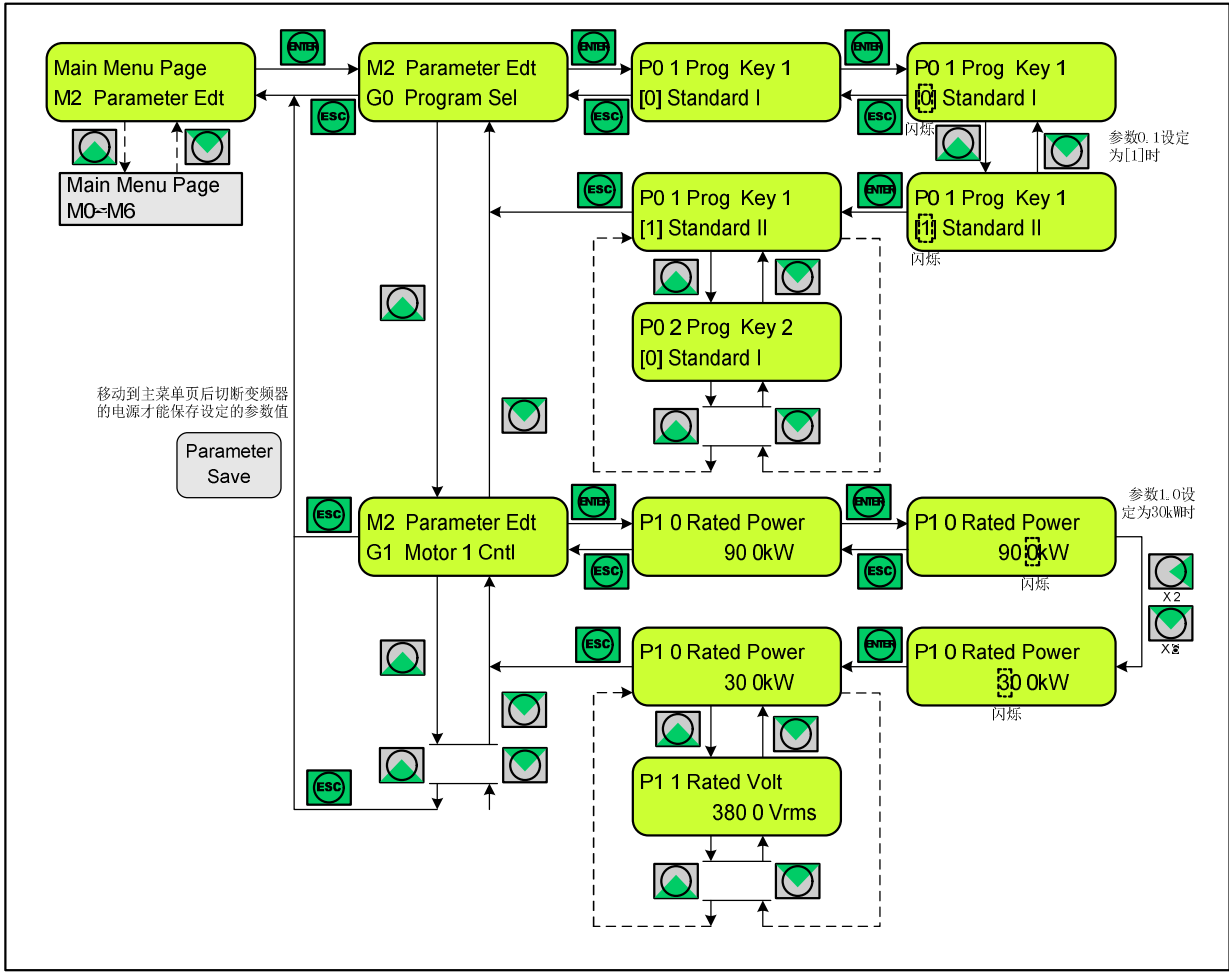 Main Menu Page
M2 Parameter Edt
ENTER
ESC
M2 Parameter Edt
G0 Program Sel
ENTER
ESC
P0 1 Prog Key 1
[0] Standard I
ENTER
ESC
P0 1 Prog Key 1
[0] Standard I
闪烁
参数0.1设定
为[1]时
Main Menu Page
M0~M6
ESC
P0 1 Prog Key 1
[1] Standard II
ENTER
P0 1 Prog Key 1
[1] Standard II
闪烁
P0 2 Prog Key 2
[0] Standard I
移动到主菜单页后切断变频器
的电源才能保存设定的参数值
Parameter
Save
ESC
M2 Parameter Edt
G1 Motor 1 Cntl
ENTER
ESC
P1 0 Rated Power
90 0kW
ENTER
ESC
P1 0 Rated Power
90 0kW
闪烁
参数1.0设
定为30kW时
X 2
ESC
P1 0 Rated Power
30 0kW
ENTER
P1 0 Rated Power
30 0kW
闪烁
ESC
P1 1 Rated Volt
380 0 Vrms